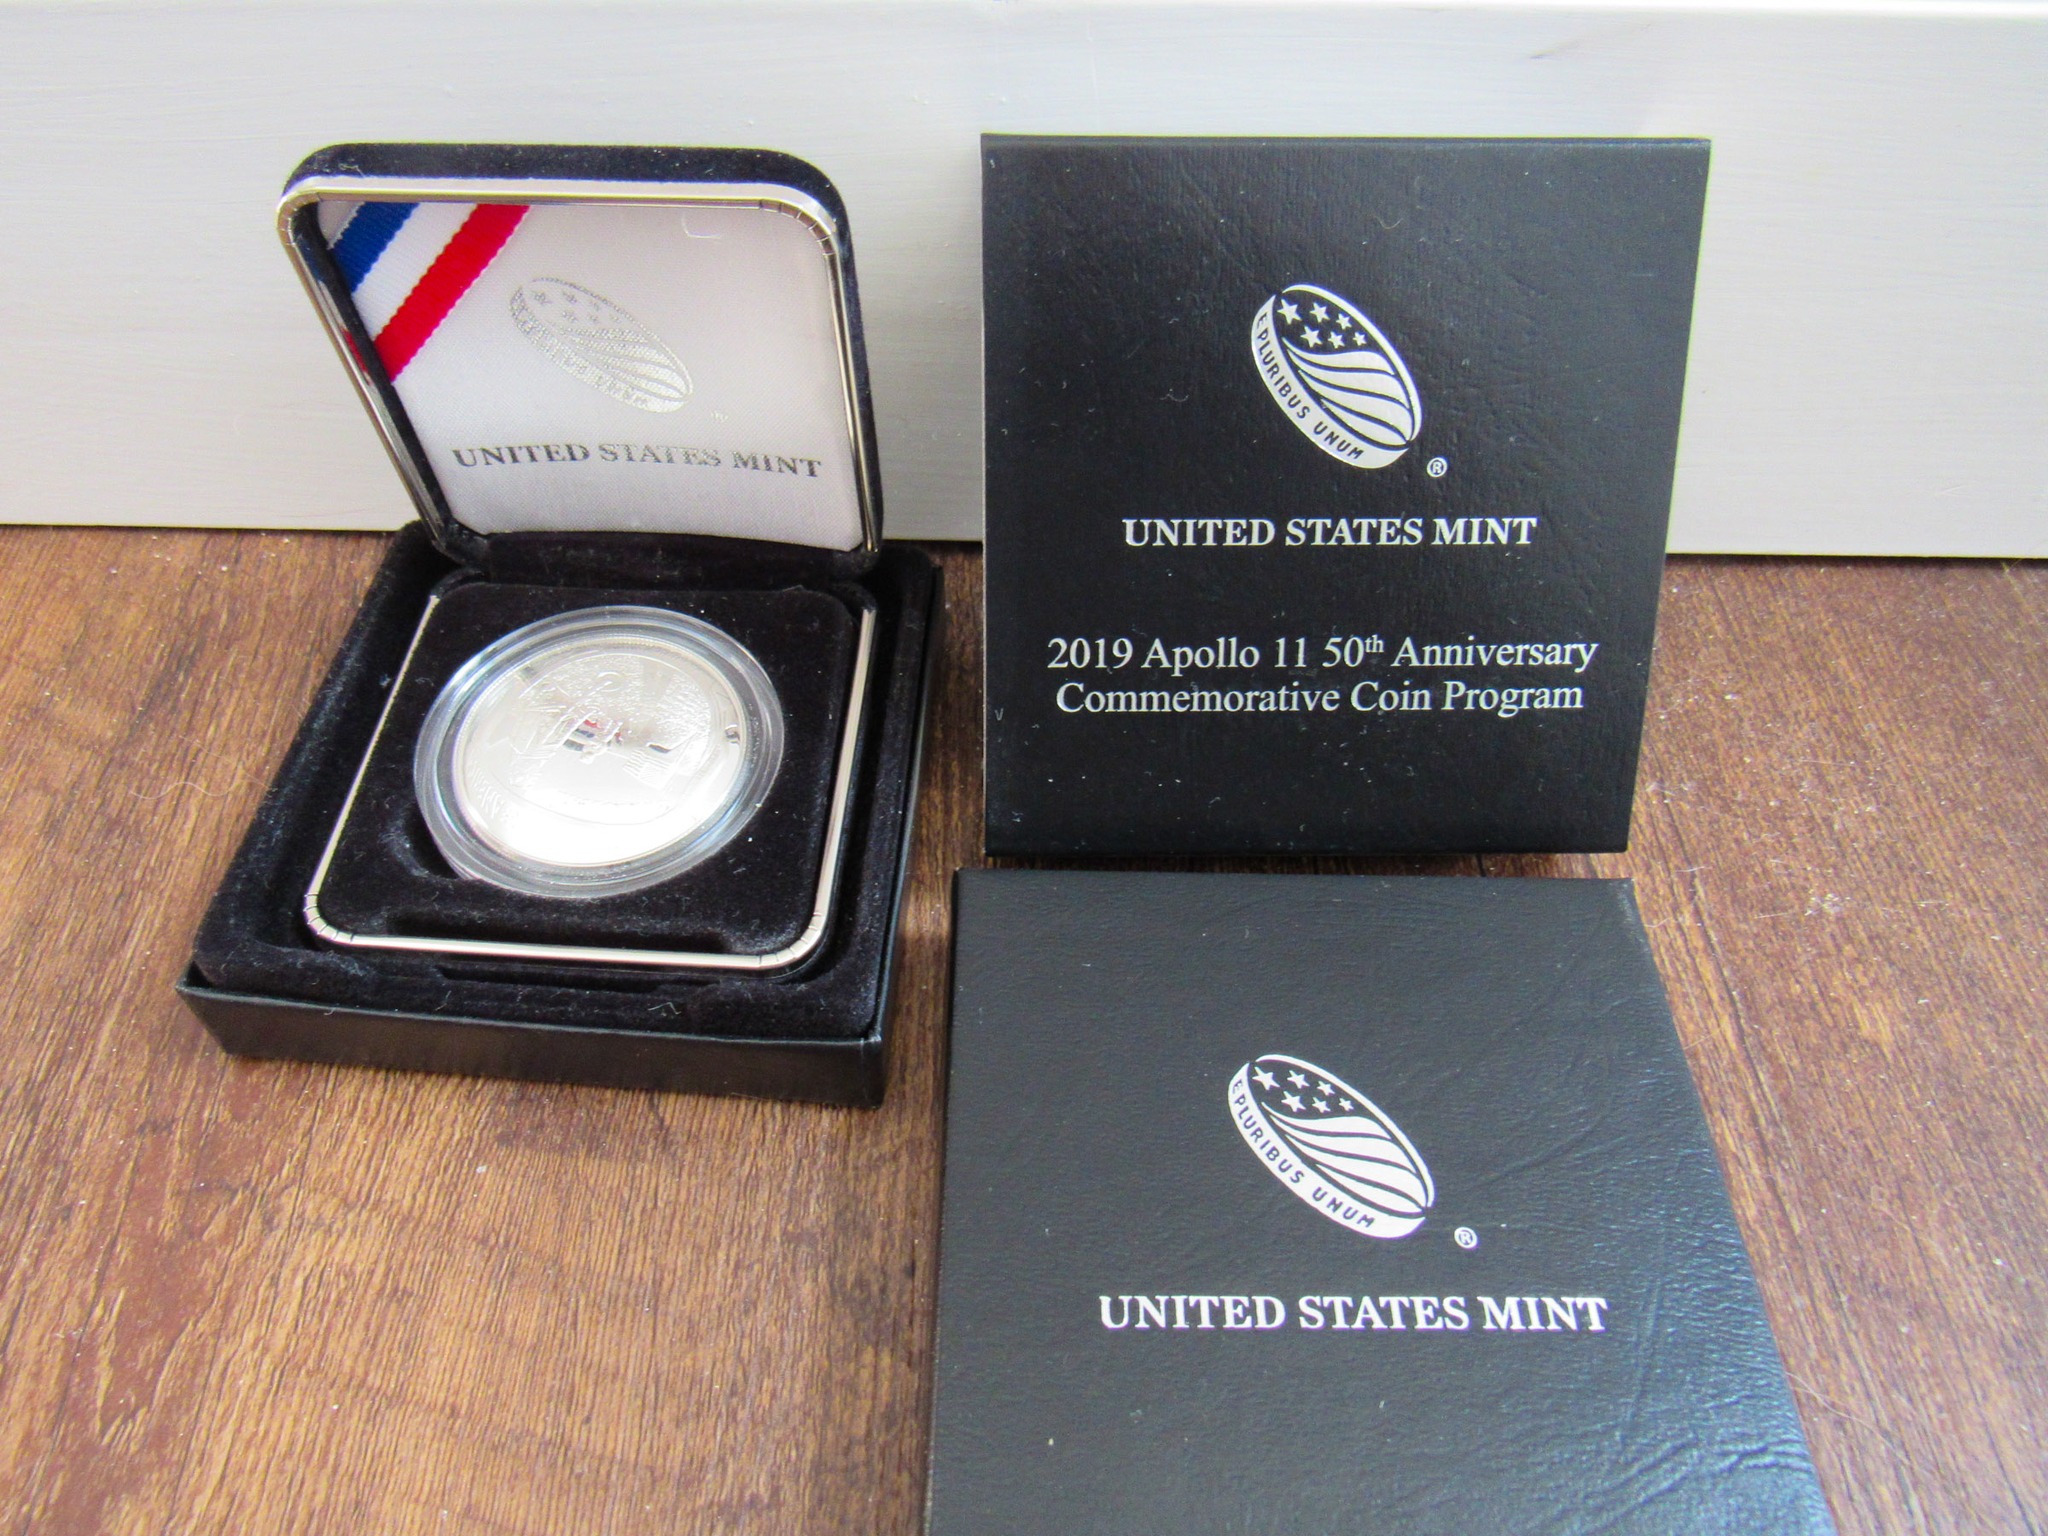 UNITED STATES MINT
E PLURIBUS UNUM
®
UNITED STATES MINT
2019 Apollo 11 50th Anniversary
Commemorative Coin Program
E PLURIBUS UNUM
®
UNITED STATES MINT